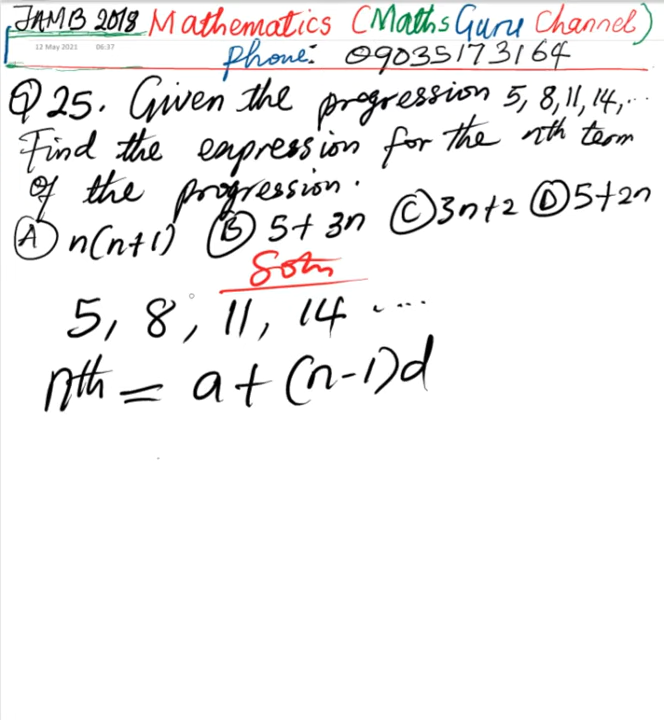 JAMB 2018 Mathematics (Maths Guru Channel)
12 May 2021 06:37
Phone: 09035173164
Q 25. Given the progression 5, 8, 11, 14, ...
Find the expression for the nth term
of the progression.
(A) n(n+1) (B) 5+3n (C) 3n+2 (D) 5+2n
Soln
5, 8, 11, 14 ....
nth = a + (n-1)d